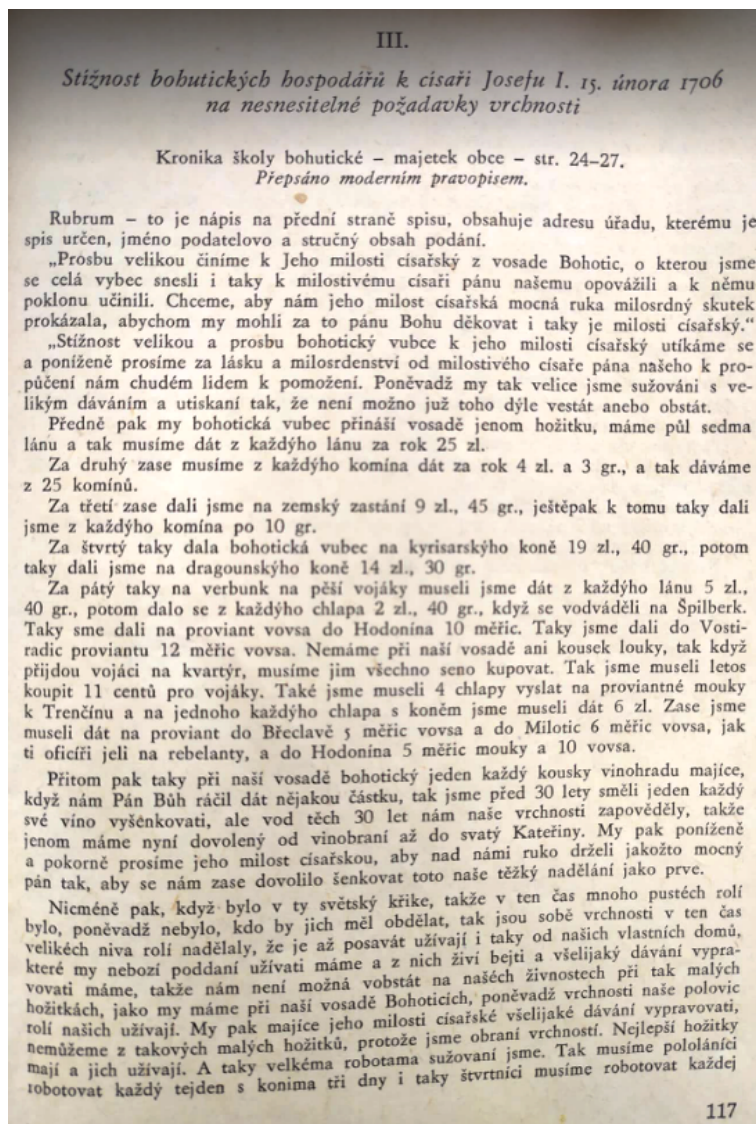 III.
Stížnost bohutických hospodářů k císaři Josefu I. 15. února 1706
na nesnesitelné požadavky vrchnosti
Kronika školy bohutické – majetek obce – str. 24–27.
Přepsáno moderním pravopisem.
Rubrum – to je nápis na přední straně spisu, obsahuje adresu úřadu, kterému je
spis určen, jméno podatelovo a stručný obsah podání.
„Prosbu velikou činíme k Jeho milosti císařský z vosade Bohotic, o kterou jsme
se celá vybec snesli i taky k milostivému císaři pánu našemu opovážili a k němu
poklonu učinili. Chceme, aby nám jeho milost císařská mocná ruka milosrdný skutek
prokázala, abychom my mohli za to pánu Bohu děkovat i taky je milosti císařský.“
„Stížnost velikou a prosbu bohotický vubce k jeho milosti císařský utíkáme se
a poníženě prosíme za lásku a milosrdenství od milostivého císaře pána našeho k pro-
půčení nám chudém lidem k pomožení. Poněvadž my tak velice jsme sužováni s ve-
likým dáváním a utiskaní tak, že není možno již toho dýle vestát anebo obstát.
Předně pak my bohotická vubec přináší vosadě jenom hožitku, máme půl sedma
lánu a tak musíme dát z každýho lánu za rok 25 zl.
Za druhý zase musíme z každýho komína dát za rok 4 zl. a 3 gr., a tak dáváme
z 25 komínů.
Za třetí zase dali jsme na zemský zastání 9 zl., 45 gr., ještěpak k tomu taky dali
jsme z každýho komína po 10 gr.
Za štvrtý taky dala bohotická vubec na kyrisarskýho koně 19 zl., 40 gr., potom
taky dali jsme na dragounskýho koně 14 zl., 30 gr.
Za pátý taky na verbunk na pěší vojáky museli jsme dát z každýho lánu 5 zl.,
40 gr., potom dalo se z každýho chlapa 2 zl., 40 gr., když se vodváděli na Špilberk.
Taky sme dali na proviant vovsa do Hodonína 10 měřic. Taky jsme dali do Vosti-
radic proviantu 12 měřic vovsa. Nemáme při naší vosadě ani kousek louky, tak když
přijdou vojáci na kvartýr, musíme jim všechno seno kupovat. Tak jsme museli letos
koupit 11 centů pro vojáky. Také jsme museli 4 chlapy vyslat na proviantné mouky
k Trenčínu a na jednoho každýho chlapa s koněm jsme museli dát 6 zl. Zase jsme
museli dát na proviant do Břeclavě 5 měřic vovsa a do Milotic 6 měřic vovsa, jak
ti oficíři jeli na rebelanty, a do Hodonína 5 měřic mouky a 10 vovsa.
Přitom pak taky při naší vosadě bohotický jeden každý kousky vinohradu majíce,
když nám Pán Bůh ráčil dát nějakou částku, tak jsme před 30 lety směli jeden každý
své víno vyšenkovati, ale vod těch 30 let nám naše vrchnosti zapověděly, takže
jenom máme nyní dovolený od vinobraní až do svatý Kateřiny. My pak poníženě
a pokorně prosíme jeho milost císařskou, aby nad námi ruko drželi jakožto mocný
pán tak, aby se nám zase dovolilo šenkovat toto naše těžký nadělání jako prve.
Nicméně pak, když bylo v ty světský křike, takže v ten čas mnoho pustéch rolí
bylo, poněvadž nebylo, kdo by jich měl obdělat, tak jsou sobě vrchnosti v ten čas
velikéch niva rolí nadělaly, že je až posavát užívají i taky od našich vlastních domů,
které my nebozí poddaní užívati máme a z nich živí bejti a všelijaký dávání vypra-
vovati máme, takže nám není možná vobstát na našéch živnostech při tak malých
hožitkách, jako my máme při naší vosadě Bohoticích, poněvadž vrchnosti naše polovic
rolí našich užívají. My pak majíce jeho milosti císařské všelijaké dávání vypravovati,
nemůžeme z takových malých hožitků, protože jsme obraní vrchností. Nejlepší hožitky
mají a jich užívají. A taky velkéma robotama sužovaní jsme. Tak musíme pololáníci
robotovat každý tejden s konima tři dny i taky štvrtníci musíme robotovat každej
117